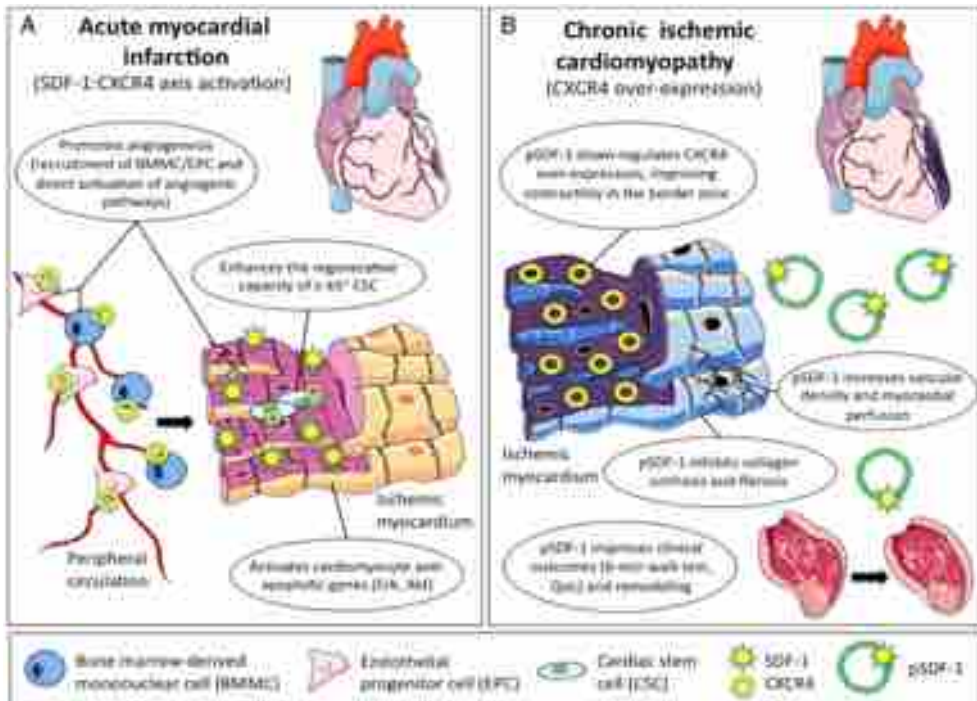 A
Acute myocardial
infarction
(SDF-1:CXCR4 axis activation)
Promotes angiogenesis
(recruitment of BMMC/EPC and
direct activation of angiogenic
pathways)
Enhances the regenerative
capacity of c-kit+ CSC
Ischemic
myocardium
Peripheral
circulation
Activates cardiomyocyte anti-
apoptotic genes (Erk, Akt)
B
Chronic ischemic
cardiomyopathy
(CXCR4 over-expression)
pSDF-1 down-regulates CXCR4
over-expression, improving
contractility in the border zone
pSDF-1 increases vascular
density and myocardial
perfusion
Ischemic
myocardium
pSDF-1 inhibits collagen
synthesis and fibrosis
pSDF-1 improves clinical
outcomes (6-min walk test,
QoL) and remodeling
Bone marrow-derived
mononuclear cell (BMMC)
Endothelial
progenitor cell (EPC)
Cardiac stem
cell (CSC)
SDF-1
CXCR4
pSDF-1